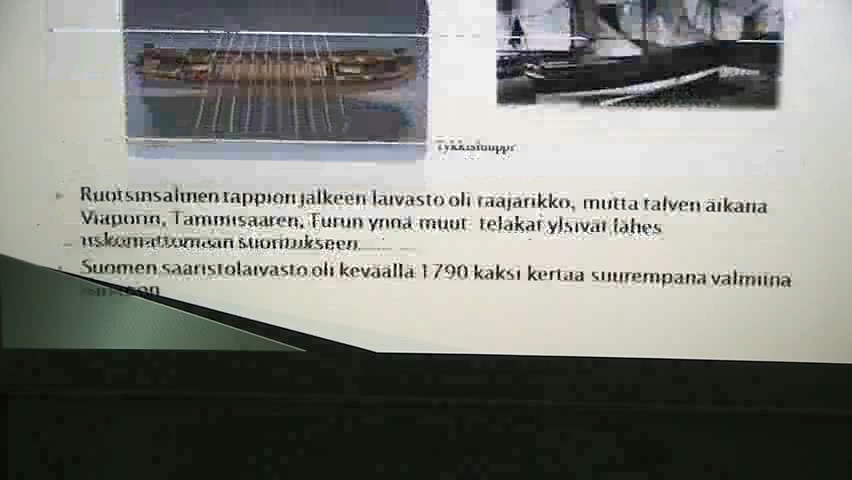 Tykkisluuppi
Ruotsinsalmen tappion jälkeen laivasto oli raajarikko, mutta talven aikana
Viaporin, Tammisaaren, Turun ynnä muut telakat ylsivät lähes
uskomattomaan suoritukseen
Suomen saaristolaivasto oli keväällä 1790 kaksi kertaa suurempana valmiina